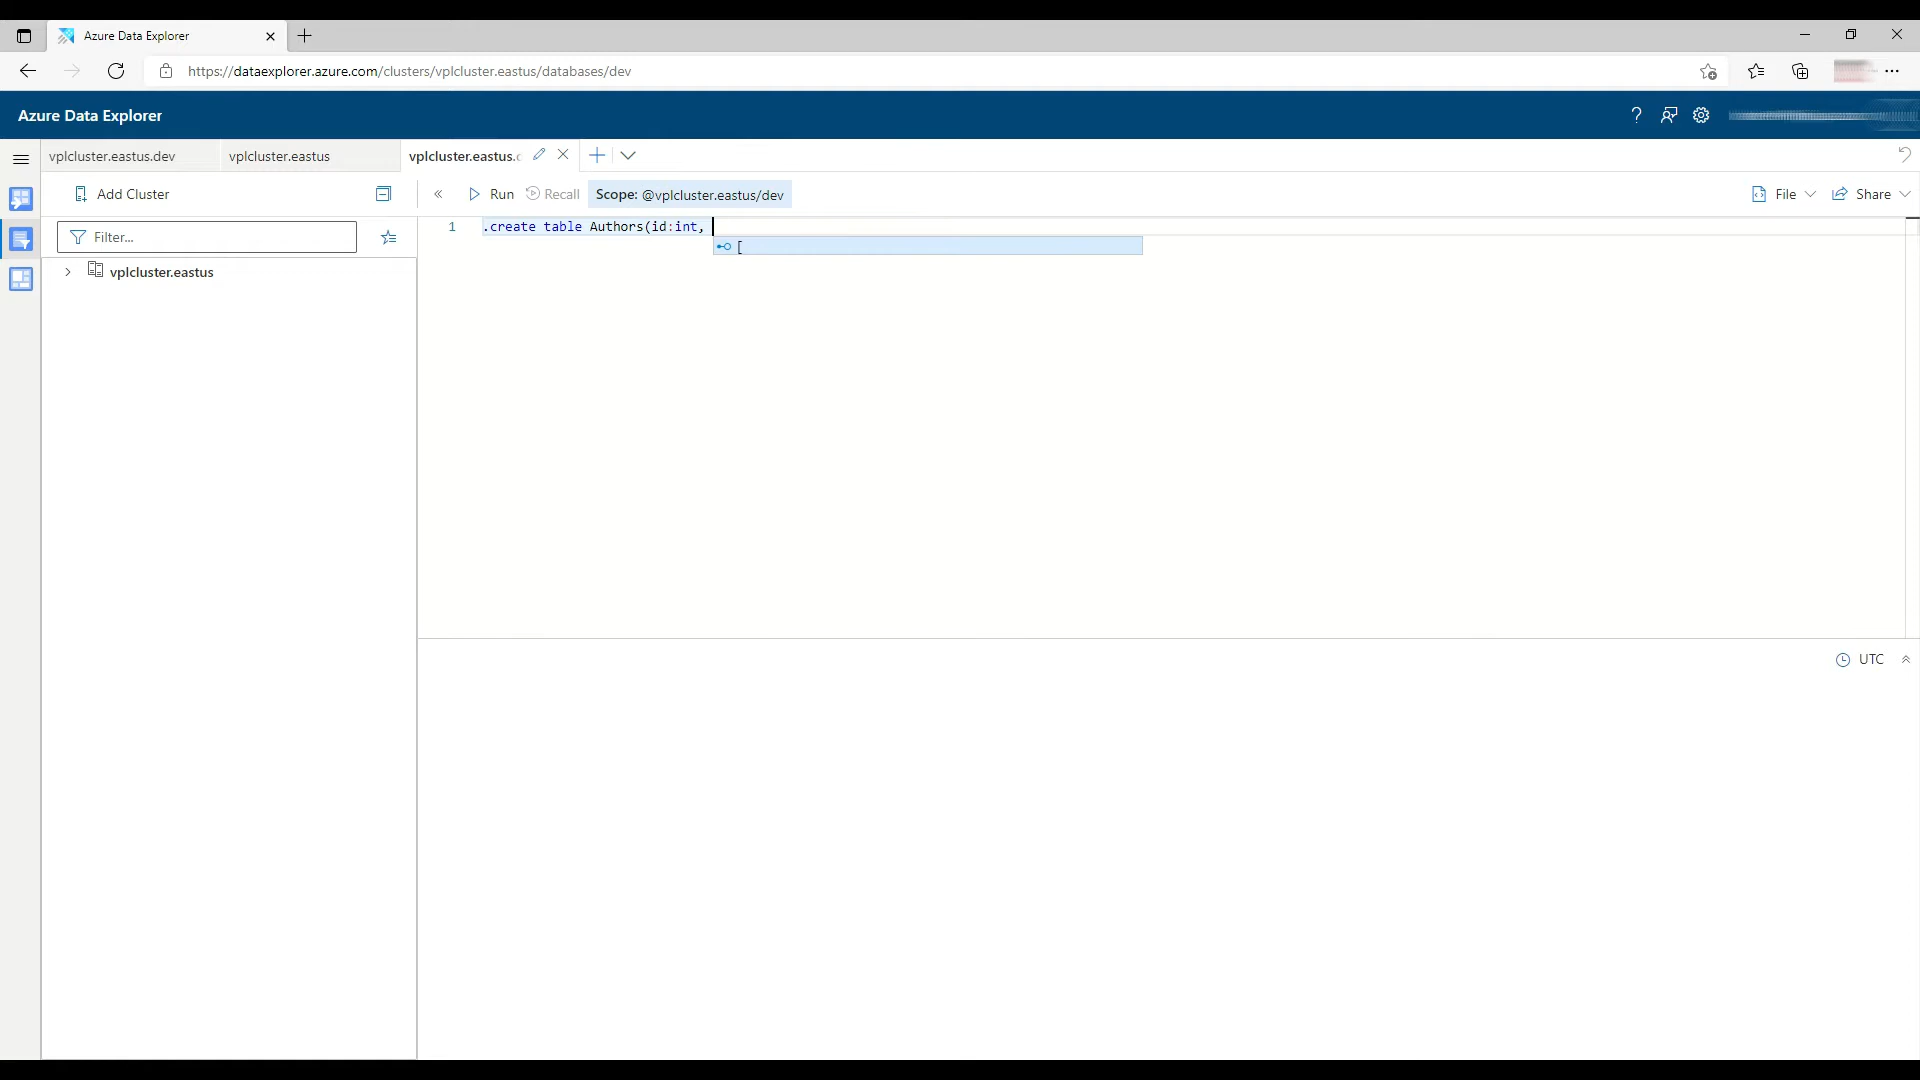 Azure Data Explorer
https://dataexplorer.azure.com/clusters/vplcluster.eastus/databases/dev
Azure Data Explorer
?
vplcluster.eastus.dev
vplcluster.eastus
vplcluster.eastus.
Add Cluster
Run
Recall
Scope: @vplcluster.eastus/dev
File
Share
Filter...
1
.create table Authors(id:int,
[
vplcluster.eastus
UTC